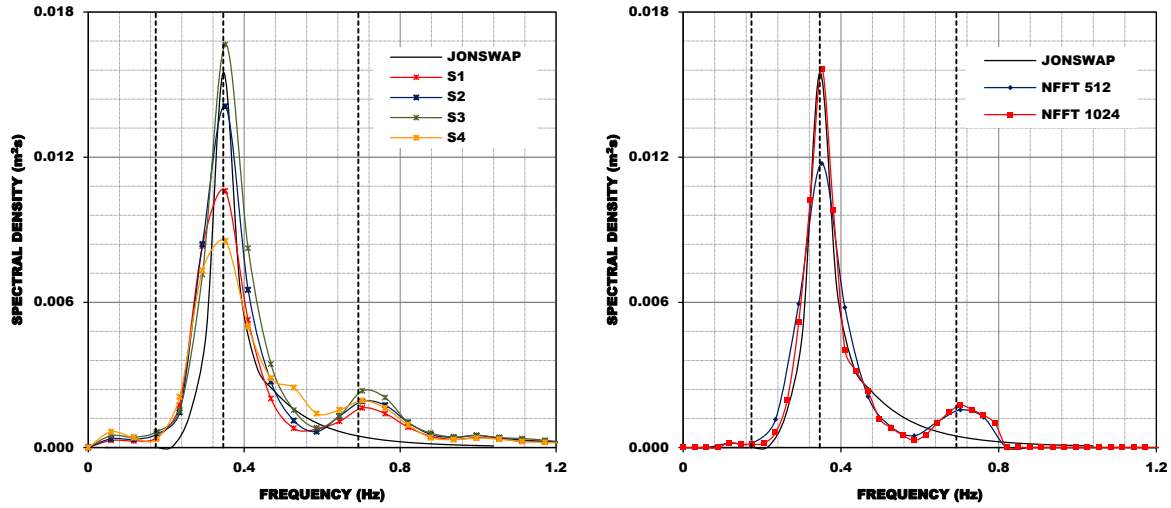 0.018
0.012
0.006
0.000
SPECTRAL DENSITY (m²s)
JONSWAP
S1
S2
S3
S4
0
0.4
0.8
1.2
FREQUENCY (Hz)
0.018
0.012
0.006
0.000
SPECTRAL DENSITY (m²s)
JONSWAP
NFFT 512
NFFT 1024
0
0.4
0.8
1.2
FREQUENCY (Hz)